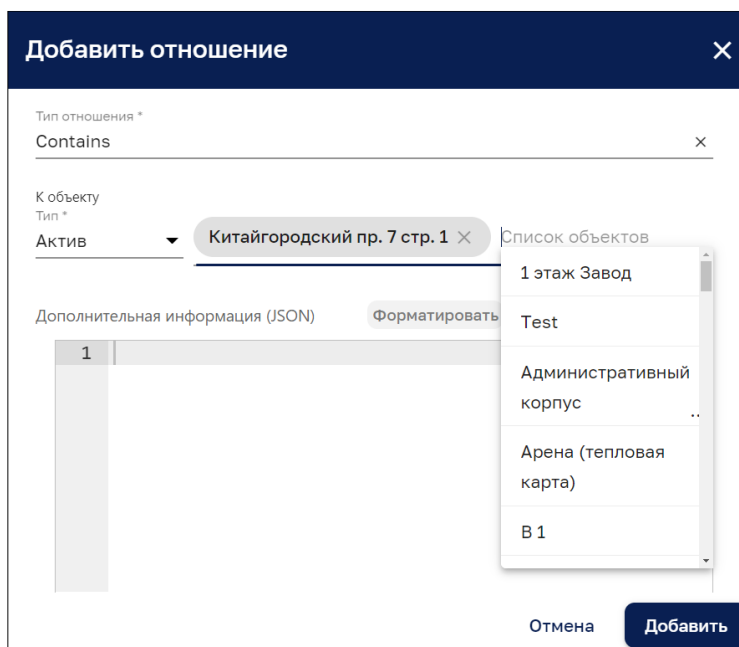 Добавить отношение
Тип отношения *
Contains
К объекту
Тип *
Актив
Китайгородский пр. 7 стр. 1
Список объектов
1 этаж Завод
Test
Административный
корпус
Арена (тепловая
карта)
В 1
Дополнительная информация (JSON)
Форматировать
1
Отмена
Добавить